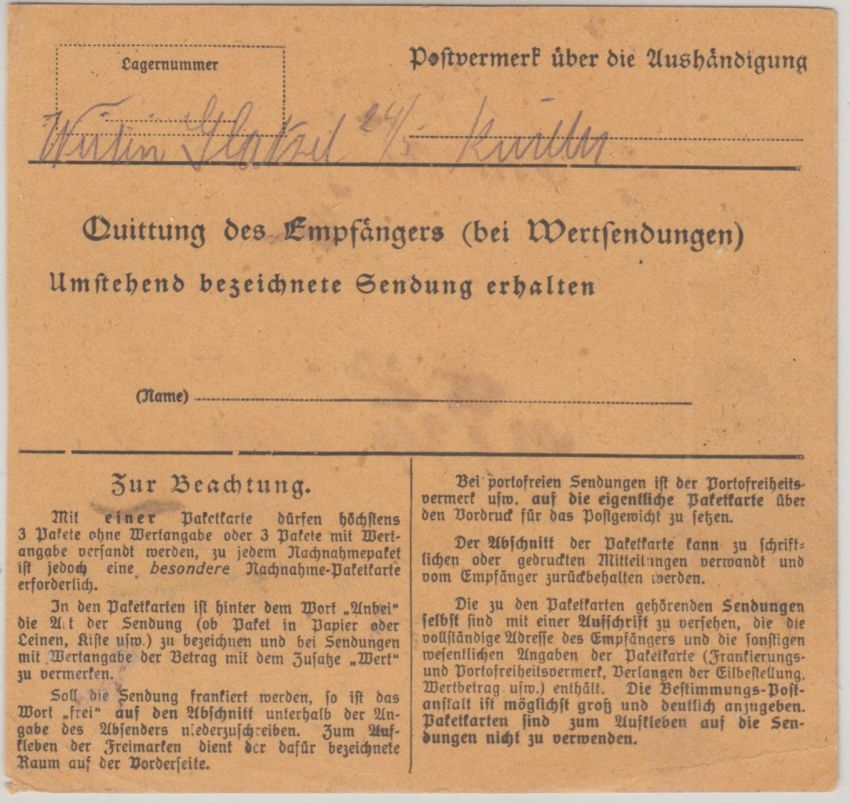 Lagernummer
Postvermerk über die Aushändigung
24/5
Quittung des Empfängers (bei Wertsendungen)
Umstehend bezeichnete Sendung erhalten
(Name)
Zur Beachtung.
Mit einer Paketkarte dürfen höchstens
3 Pakete ohne Wertangabe oder 3 Pakete mit Wert-
angabe versandt werden, zu jedem Nachnahmepaket
ist jedoch eine besondere Nachnahme-Paketkarte
erforderlich.
In den Paketkarten ist hinter dem Wort „Anbei"
die Art der Sendung (ob Paket in Papier oder
Leinen, Kiste usw.) zu bezeichnen und bei Sendungen
mit Wertangabe der Betrag mit dem Zusatze „Wert"
zu vermerken.
Soll die Sendung frankiert werden, so ist das
Wort „frei" auf den Abschnitt unterhalb der An-
gabe des Absenders niederzuschreiben. Zum Auf-
kleben der Freimarken dient der dafür bezeichnete
Raum auf der Vorderseite.
Bei portofreien Sendungen ist der Portofreiheits-
vermerk usw. auf die eigentliche Paketkarte über
den Vordruck für das Postgewicht zu setzen.
Der Abschnitt der Paketkarte kann zu schrift-
lichen oder gedruckten Mitteilungen verwandt und
vom Empfänger zurückbehalten werden.
Die zu den Paketkarten gehörenden Sendungen
selbst sind mit einer Aufschrift zu versehen, die die
vollständige Adresse des Empfängers und die sonstigen
wesentlichen Angaben der Paketkarte (Frankierungs-
und Portofreiheitsvermerk, Verlangen der Eilbestellung,
Wertbetrag usw.) enthält. Die Bestimmungs-Post-
anstalt ist möglichst groß und deutlich anzugeben.
Paketkarten sind zum Aufkleben auf die Sen-
dungen nicht zu verwenden.